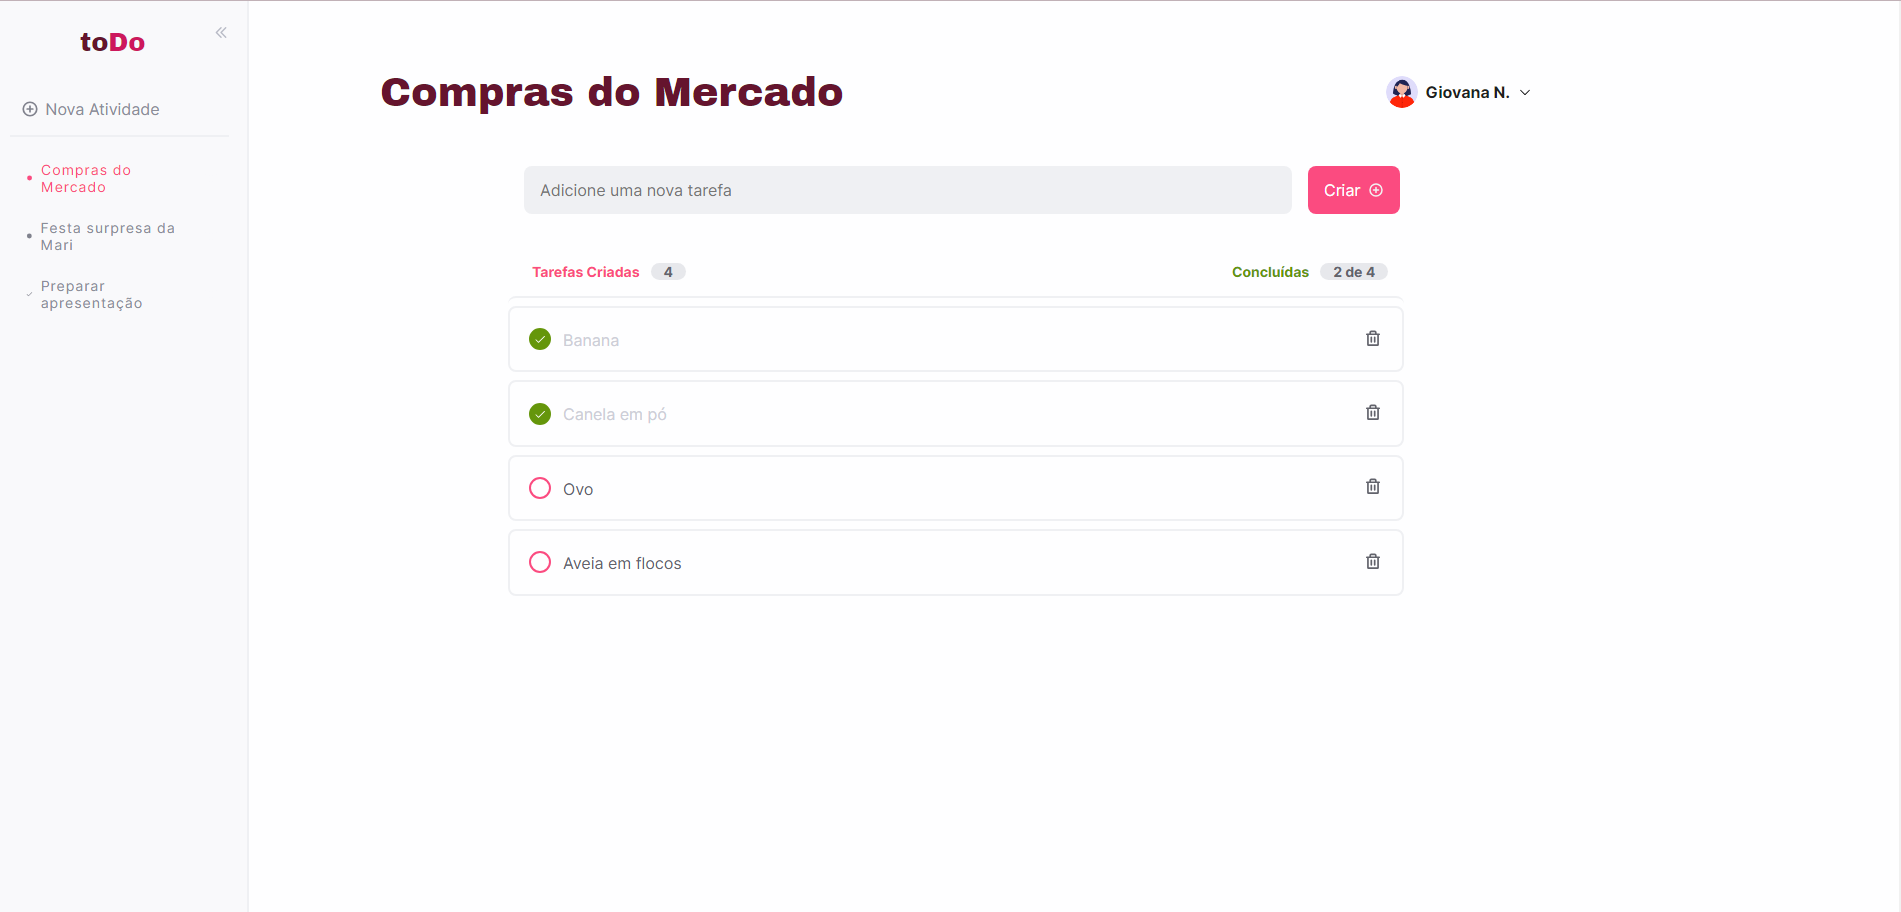 toDo
Nova Atividade
Compras do
Mercado
Festa surpresa da
Mari
Preparar
apresentação
Compras do Mercado
Giovana N.
Adicione uma nova tarefa
Criar
Tarefas Criadas 4
Concluídas 2 de 4
Banana
Canela em pó
Ovo
Aveia em flocos